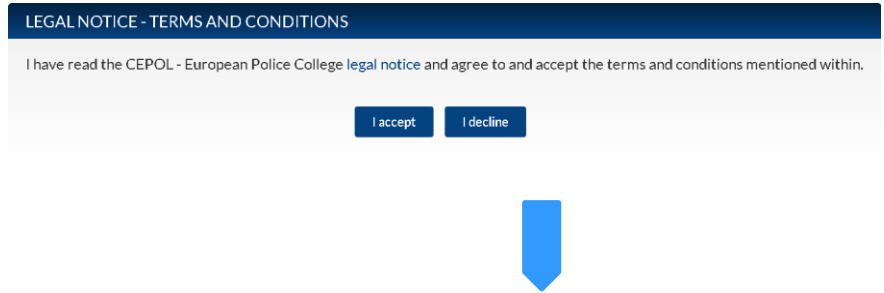 LEGAL NOTICE - TERMS AND CONDITIONS
I have read the CEPOL - European Police College legal notice and agree to and accept the terms and conditions mentioned within.
I accept I decline